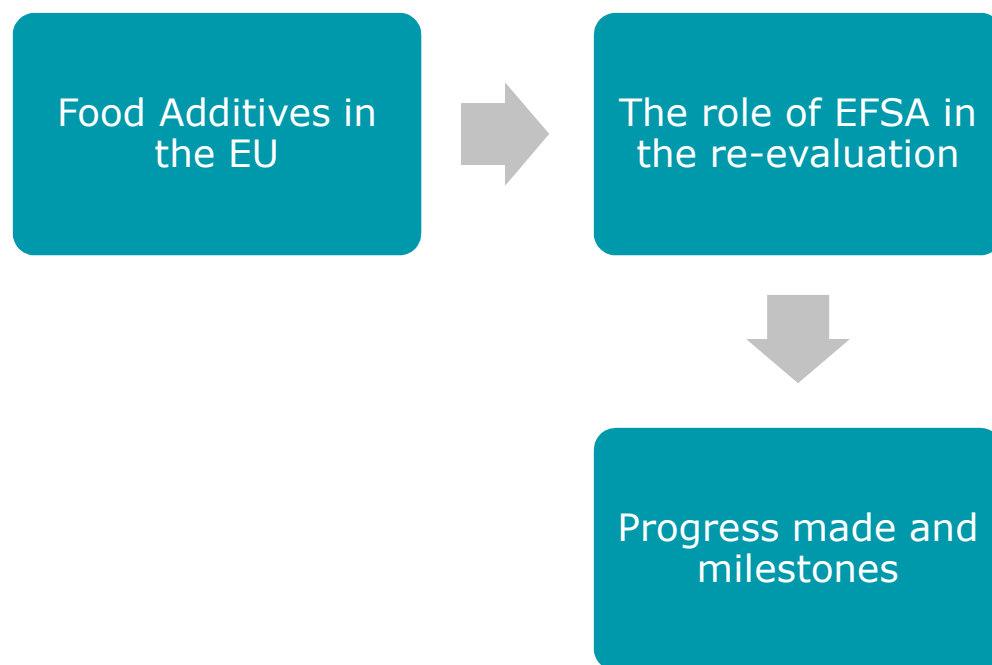 Food Additives in
the EU
The role of EFSA in
the re-evaluation
Progress made and
milestones